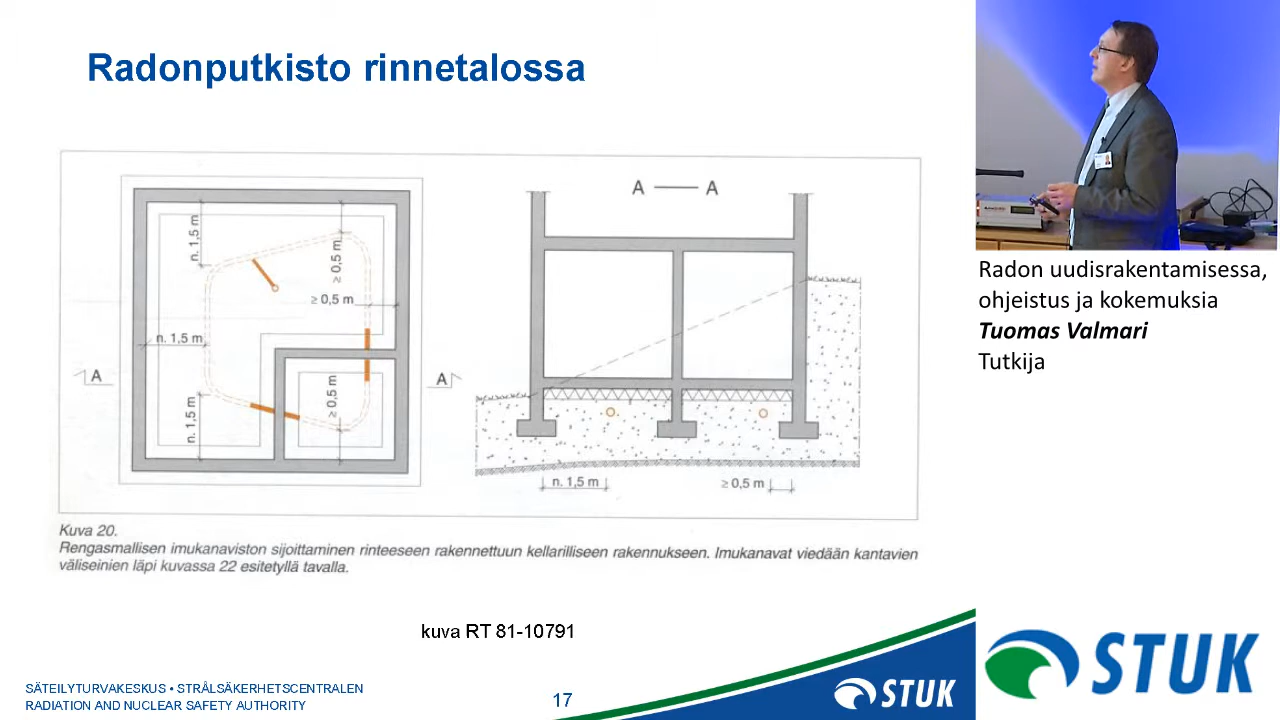 Radonputkisto rinnetalossa
n. 1,5 m
≥ 0,5 m
≥ 0,5 m
n. 1,5 m
A
A
n. 1,5 m
≥ 0,5 m
A — A
n. 1,5 m
≥ 0,5 m
Kuva 20.
Rengasmallisen imukanaviston sijoittaminen rinteeseen rakennettuun kellarilliseen rakennukseen. Imukanavat viedään kantavien
väliseinien läpi kuvassa 22 esitetyllä tavalla.
kuva RT 81-10791
SÄTEILYTURVAKESKUS • STRÅLSÄKERHETSCENTRALEN
RADIATION AND NUCLEAR SAFETY AUTHORITY
17
STUK
Radon uudisrakentamisessa,
ohjeistus ja kokemuksia
Tuomas Valmari
Tutkija
STUK